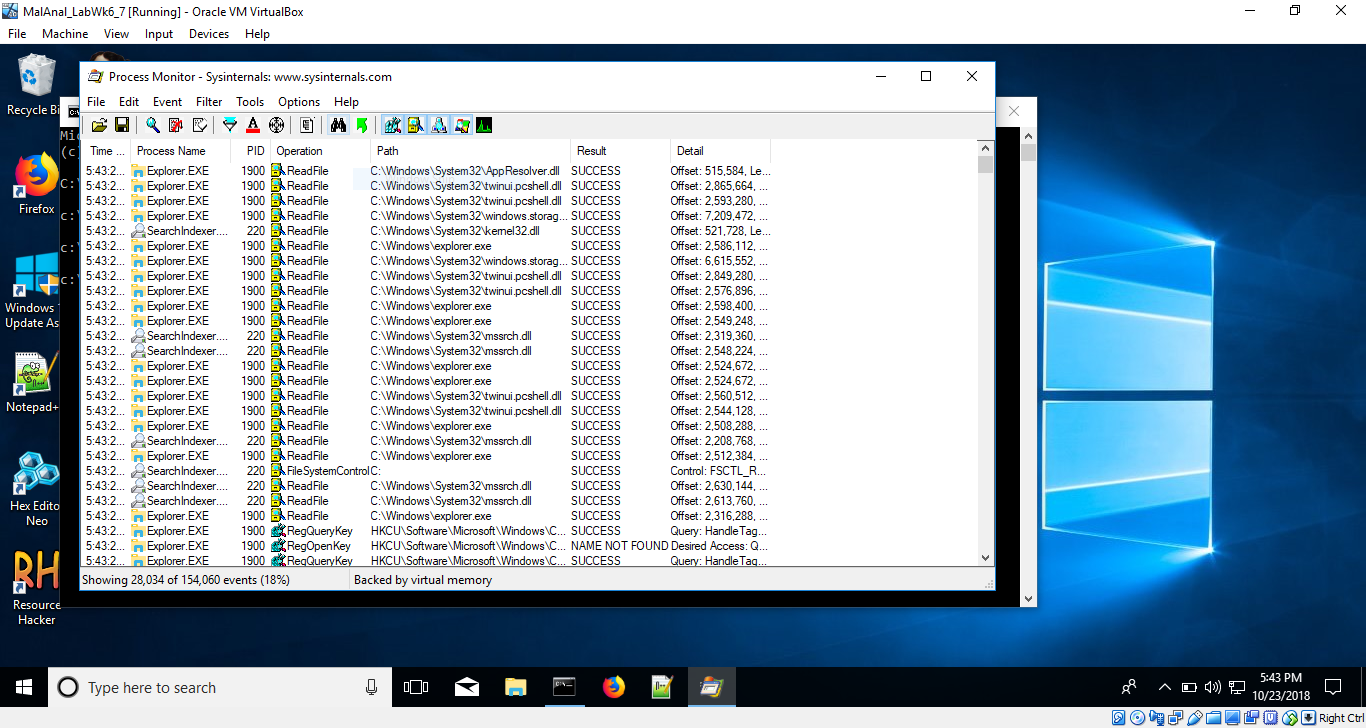 MalAnal_LabWk6_7 [Running] - Oracle VM VirtualBox
File Machine View Input Devices Help
Recycle Bi
Firefox
Windows
Update As
Notepad+
Hex Edito
Neo
Resource
Hacker
Process Monitor - Sysinternals: www.sysinternals.com
File Edit Event Filter Tools Options Help
Time ... Process Name PID Operation Path Result Detail
5:43:2... Explorer.EXE 1900 ReadFile C:\Windows\System32\AppResolver.dll SUCCESS Offset: 515,584, Le...
5:43:2... Explorer.EXE 1900 ReadFile C:\Windows\System32\twinui.pcshell.dll SUCCESS Offset: 2,865,664, ...
5:43:2... Explorer.EXE 1900 ReadFile C:\Windows\System32\twinui.pcshell.dll SUCCESS Offset: 2,593,280, ...
5:43:2... Explorer.EXE 1900 ReadFile C:\Windows\System32\windows.storag... SUCCESS Offset: 7,209,472, ...
5:43:2... SearchIndexer.... 220 ReadFile C:\Windows\System32\kernel32.dll SUCCESS Offset: 521,728, Le...
5:43:2... Explorer.EXE 1900 ReadFile C:\Windows\explorer.exe SUCCESS Offset: 2,586,112, ...
5:43:2... Explorer.EXE 1900 ReadFile C:\Windows\System32\windows.storag... SUCCESS Offset: 6,615,552, ...
5:43:2... Explorer.EXE 1900 ReadFile C:\Windows\System32\twinui.pcshell.dll SUCCESS Offset: 2,849,280, ...
5:43:2... Explorer.EXE 1900 ReadFile C:\Windows\System32\twinui.pcshell.dll SUCCESS Offset: 2,576,896, ...
5:43:2... Explorer.EXE 1900 ReadFile C:\Windows\explorer.exe SUCCESS Offset: 2,598,400, ...
5:43:2... Explorer.EXE 1900 ReadFile C:\Windows\explorer.exe SUCCESS Offset: 2,549,248, ...
5:43:2... SearchIndexer.... 220 ReadFile C:\Windows\System32\mssrch.dll SUCCESS Offset: 2,319,360, ...
5:43:2... SearchIndexer.... 220 ReadFile C:\Windows\System32\mssrch.dll SUCCESS Offset: 2,548,224, ...
5:43:2... Explorer.EXE 1900 ReadFile C:\Windows\explorer.exe SUCCESS Offset: 2,524,672, ...
5:43:2... Explorer.EXE 1900 ReadFile C:\Windows\explorer.exe SUCCESS Offset: 2,524,672, ...
5:43:2... Explorer.EXE 1900 ReadFile C:\Windows\System32\twinui.pcshell.dll SUCCESS Offset: 2,560,512, ...
5:43:2... Explorer.EXE 1900 ReadFile C:\Windows\System32\twinui.pcshell.dll SUCCESS Offset: 2,544,128, ...
5:43:2... Explorer.EXE 1900 ReadFile C:\Windows\explorer.exe SUCCESS Offset: 2,508,288, ...
5:43:2... SearchIndexer.... 220 ReadFile C:\Windows\System32\mssrch.dll SUCCESS Offset: 2,208,768, ...
5:43:2... Explorer.EXE 1900 ReadFile C:\Windows\explorer.exe SUCCESS Offset: 2,512,384, ...
5:43:2... SearchIndexer.... 220 FileSystemControl C: SUCCESS Control: FSCTL_R...
5:43:2... SearchIndexer.... 220 ReadFile C:\Windows\System32\mssrch.dll SUCCESS Offset: 2,630,144, ...
5:43:2... SearchIndexer.... 220 ReadFile C:\Windows\System32\mssrch.dll SUCCESS Offset: 2,613,760, ...
5:43:2... Explorer.EXE 1900 ReadFile C:\Windows\explorer.exe SUCCESS Offset: 2,316,288, ...
5:43:2... Explorer.EXE 1900 RegQueryKey HKCU\Software\Microsoft\Windows\C... SUCCESS Query: HandleTag...
5:43:2... Explorer.EXE 1900 RegOpenKey HKCU\Software\Microsoft\Windows\C... NAME NOT FOUND Desired Access: Q...
5:43:2... Explorer.EXE 1900 RegQueryKey HKCU\Software\Microsoft\Windows\C... SUCCESS Query: HandleTag...
Showing 28,034 of 154,060 events (18%) Backed by virtual memory
Type here to search
5:43 PM
10/23/2018
Right Ctrl